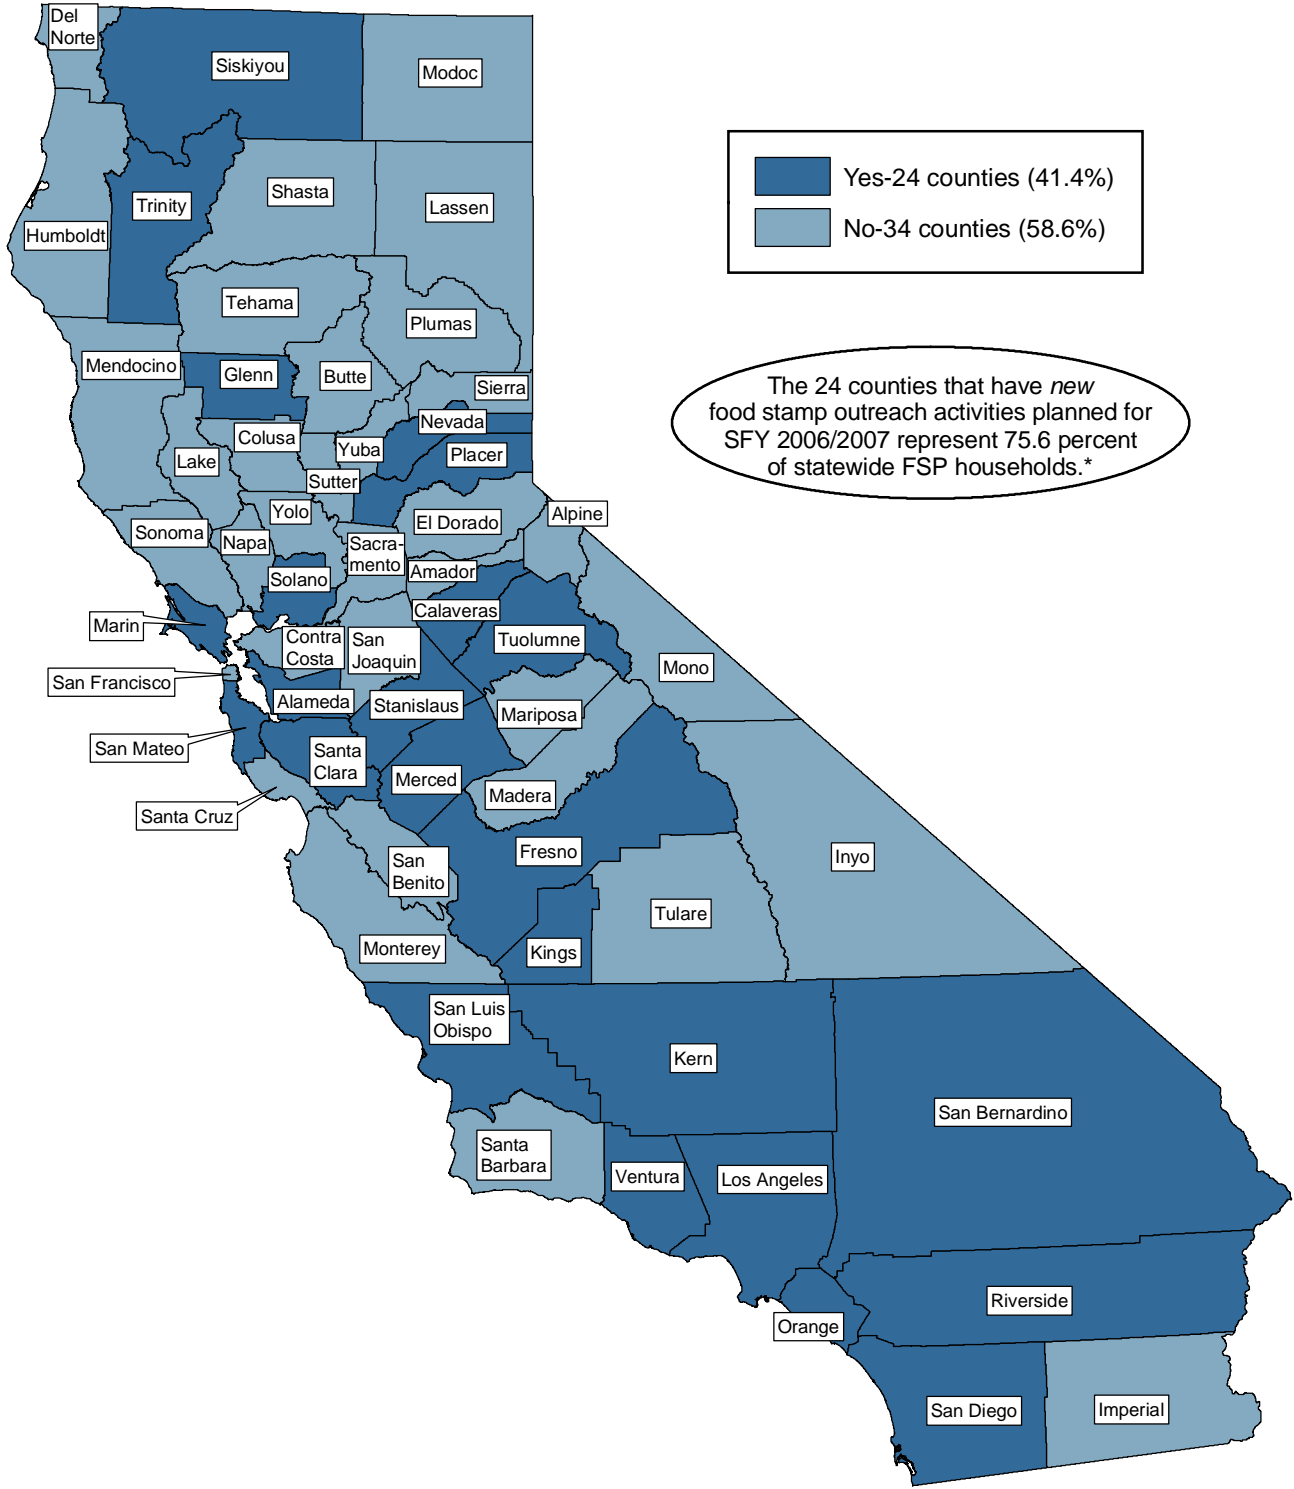 Del
Norte
Siskiyou
Modoc
Yes-24 counties (41.4%)
No-34 counties (58.6%)
Trinity
Shasta
Lassen
Humboldt
Tehama
Plumas
Mendocino
Glenn
Butte
Sierra
The 24 counties that have new
food stamp outreach activities planned for
SFY 2006/2007 represent 75.6 percent
of statewide FSP households.*
Nevada
Colusa
Yuba
Placer
Lake
Sutter
Yolo
El Dorado
Alpine
Sonoma
Napa
Sacra-
mento
Solano
Amador
Calaveras
Marin
Contra
Costa
San
Joaquin
Tuolumne
Mono
San Francisco
Alameda
Stanislaus
Mariposa
San Mateo
Santa
Clara
Merced
Madera
Santa Cruz
Fresno
Inyo
San
Benito
Tulare
Monterey
Kings
San Luis
Obispo
Kern
San Bernardino
Santa
Barbara
Ventura
Los Angeles
Riverside
Orange
San Diego
Imperial